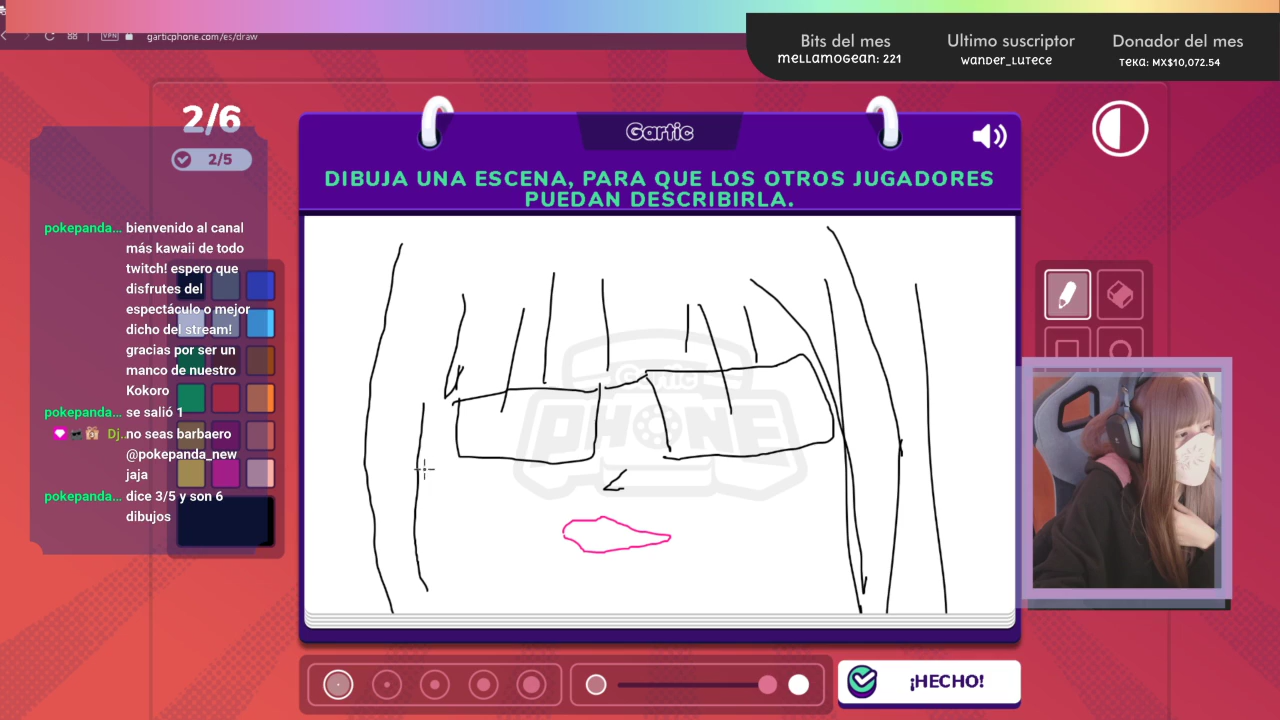 VPN
garticphone.com/es/draw
Bits del mes
mellamogean: 221
Ultimo suscriptor
wander_lutece
Donador del mes
Teka: MX$10,072.54
2/6
2/5
Gartic
DIBUJA UNA ESCENA, PARA QUE LOS OTROS JUGADORES
PUEDAN DESCRIBIRLA.
pokepanda... bienvenido al canal
más kawaii de todo
twitch! espero que
disfrutes del
espectáculo o mejor
dicho del stream!
gracias por ser un
manco de nuestro
Kokoro
pokepanda... se salió 1
Dj... no seas barbaero
@pokepanda_new
jaja
pokepanda... dice 3/5 y son 6
dibujos
Gartic
PHONE
¡HECHO!